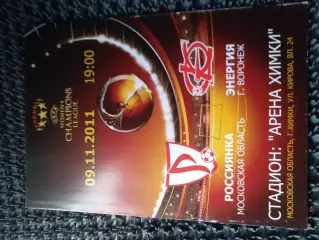 UEFA
WOMEN'S
CHAMPIONS
LEAGUE
09.11.2011 19:00
ЭНЕРГИЯ
Г. ВОРОНЕЖ
РОССИЯНКА
МОСКОВСКАЯ ОБЛАСТЬ
СТАДИОН: "АРЕНА ХИМКИ"
МОСКОВСКАЯ ОБЛАСТЬ, Г.ХИМКИ, УЛ. КИРОВА, ВЛ. 24